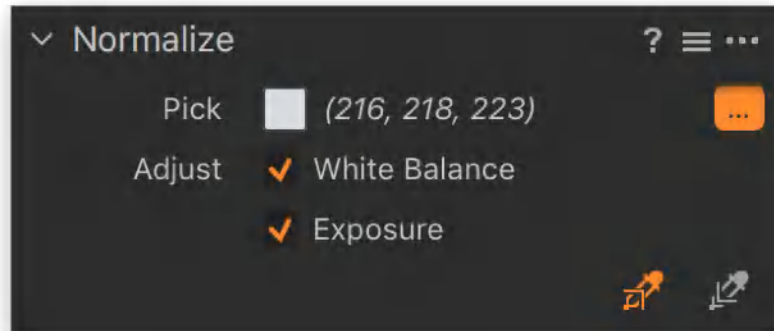 Normalize ? ...
Pick (216, 218, 223) ...
Adjust White Balance
Exposure